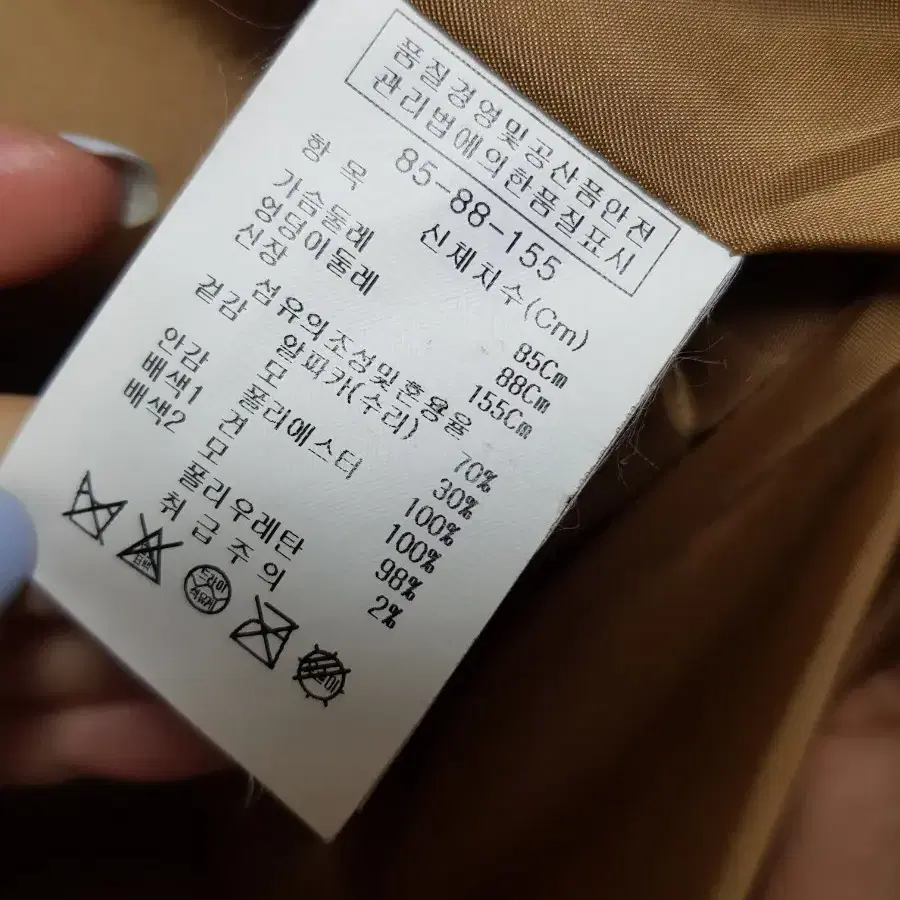 품질경영및공산품안전
관리법에의한품질표시
85-88-155
항 목 신체치수(Cm)
가슴둘레 85Cm
엉덩이둘레 88Cm
신장 155Cm
섬유의조성및혼용율
겉감 알파카(수리) 70%
모 30%
안감 폴리에스터 100%
배색1 견 100%
배색2 모 98%
폴리우레탄 2%
취 급 주 의
드라이